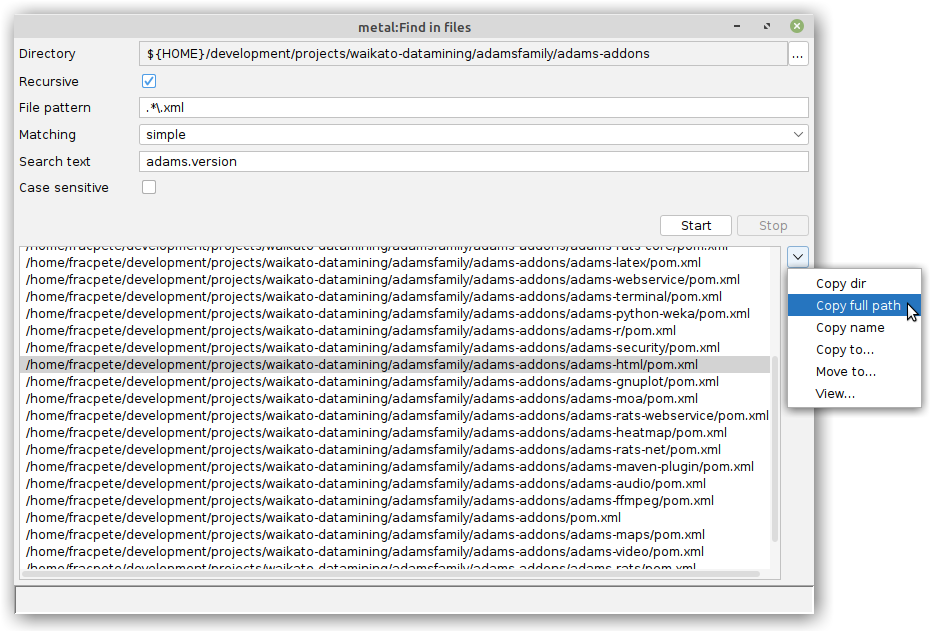 metal:Find in files
Directory
${HOME}/development/projects/waikato-datamining/adamsfamily/adams-addons
...
Recursive
File pattern
.*\.xml
Matching
simple
Search text
adams.version
Case sensitive
Start
Stop
/home/fracpete/development/projects/waikato-datamining/adamsfamily/adams-addons/adams-rats-core/pom.xml
/home/fracpete/development/projects/waikato-datamining/adamsfamily/adams-addons/adams-latex/pom.xml
/home/fracpete/development/projects/waikato-datamining/adamsfamily/adams-addons/adams-webservice/pom.xml
/home/fracpete/development/projects/waikato-datamining/adamsfamily/adams-addons/adams-terminal/pom.xml
/home/fracpete/development/projects/waikato-datamining/adamsfamily/adams-addons/adams-python-weka/pom.xml
/home/fracpete/development/projects/waikato-datamining/adamsfamily/adams-addons/adams-r/pom.xml
/home/fracpete/development/projects/waikato-datamining/adamsfamily/adams-addons/adams-security/pom.xml
/home/fracpete/development/projects/waikato-datamining/adamsfamily/adams-addons/adams-html/pom.xml
/home/fracpete/development/projects/waikato-datamining/adamsfamily/adams-addons/adams-gnuplot/pom.xml
/home/fracpete/development/projects/waikato-datamining/adamsfamily/adams-addons/adams-moa/pom.xml
/home/fracpete/development/projects/waikato-datamining/adamsfamily/adams-addons/adams-rats-webservice/pom.xml
/home/fracpete/development/projects/waikato-datamining/adamsfamily/adams-addons/adams-heatmap/pom.xml
/home/fracpete/development/projects/waikato-datamining/adamsfamily/adams-addons/adams-rats-net/pom.xml
/home/fracpete/development/projects/waikato-datamining/adamsfamily/adams-addons/adams-maven-plugin/pom.xml
/home/fracpete/development/projects/waikato-datamining/adamsfamily/adams-addons/adams-audio/pom.xml
/home/fracpete/development/projects/waikato-datamining/adamsfamily/adams-addons/adams-ffmpeg/pom.xml
/home/fracpete/development/projects/waikato-datamining/adamsfamily/adams-addons/pom.xml
/home/fracpete/development/projects/waikato-datamining/adamsfamily/adams-addons/adams-maps/pom.xml
/home/fracpete/development/projects/waikato-datamining/adamsfamily/adams-addons/adams-video/pom.xml
/home/fracpete/development/projects/waikato-datamining/adamsfamily/adams-addons/adams-rats/pom.xml
Copy dir
Copy full path
Copy name
Copy to...
Move to...
View...